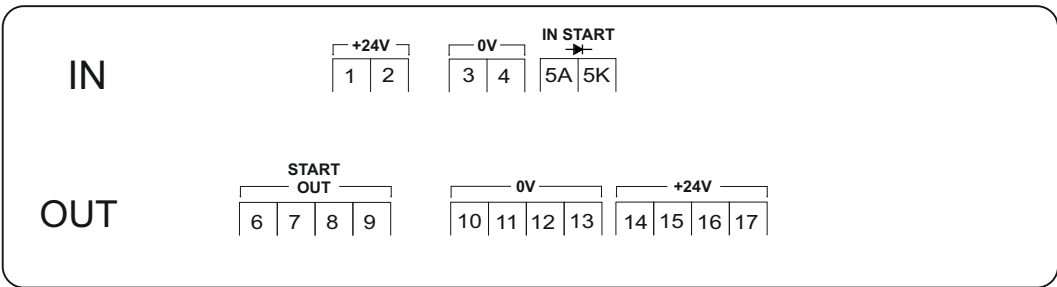 IN START
+24V 0V
IN 1 2 3 4 5A 5K
START
OUT 0V +24V
OUT 6 7 8 9 10 11 12 13 14 15 16 17